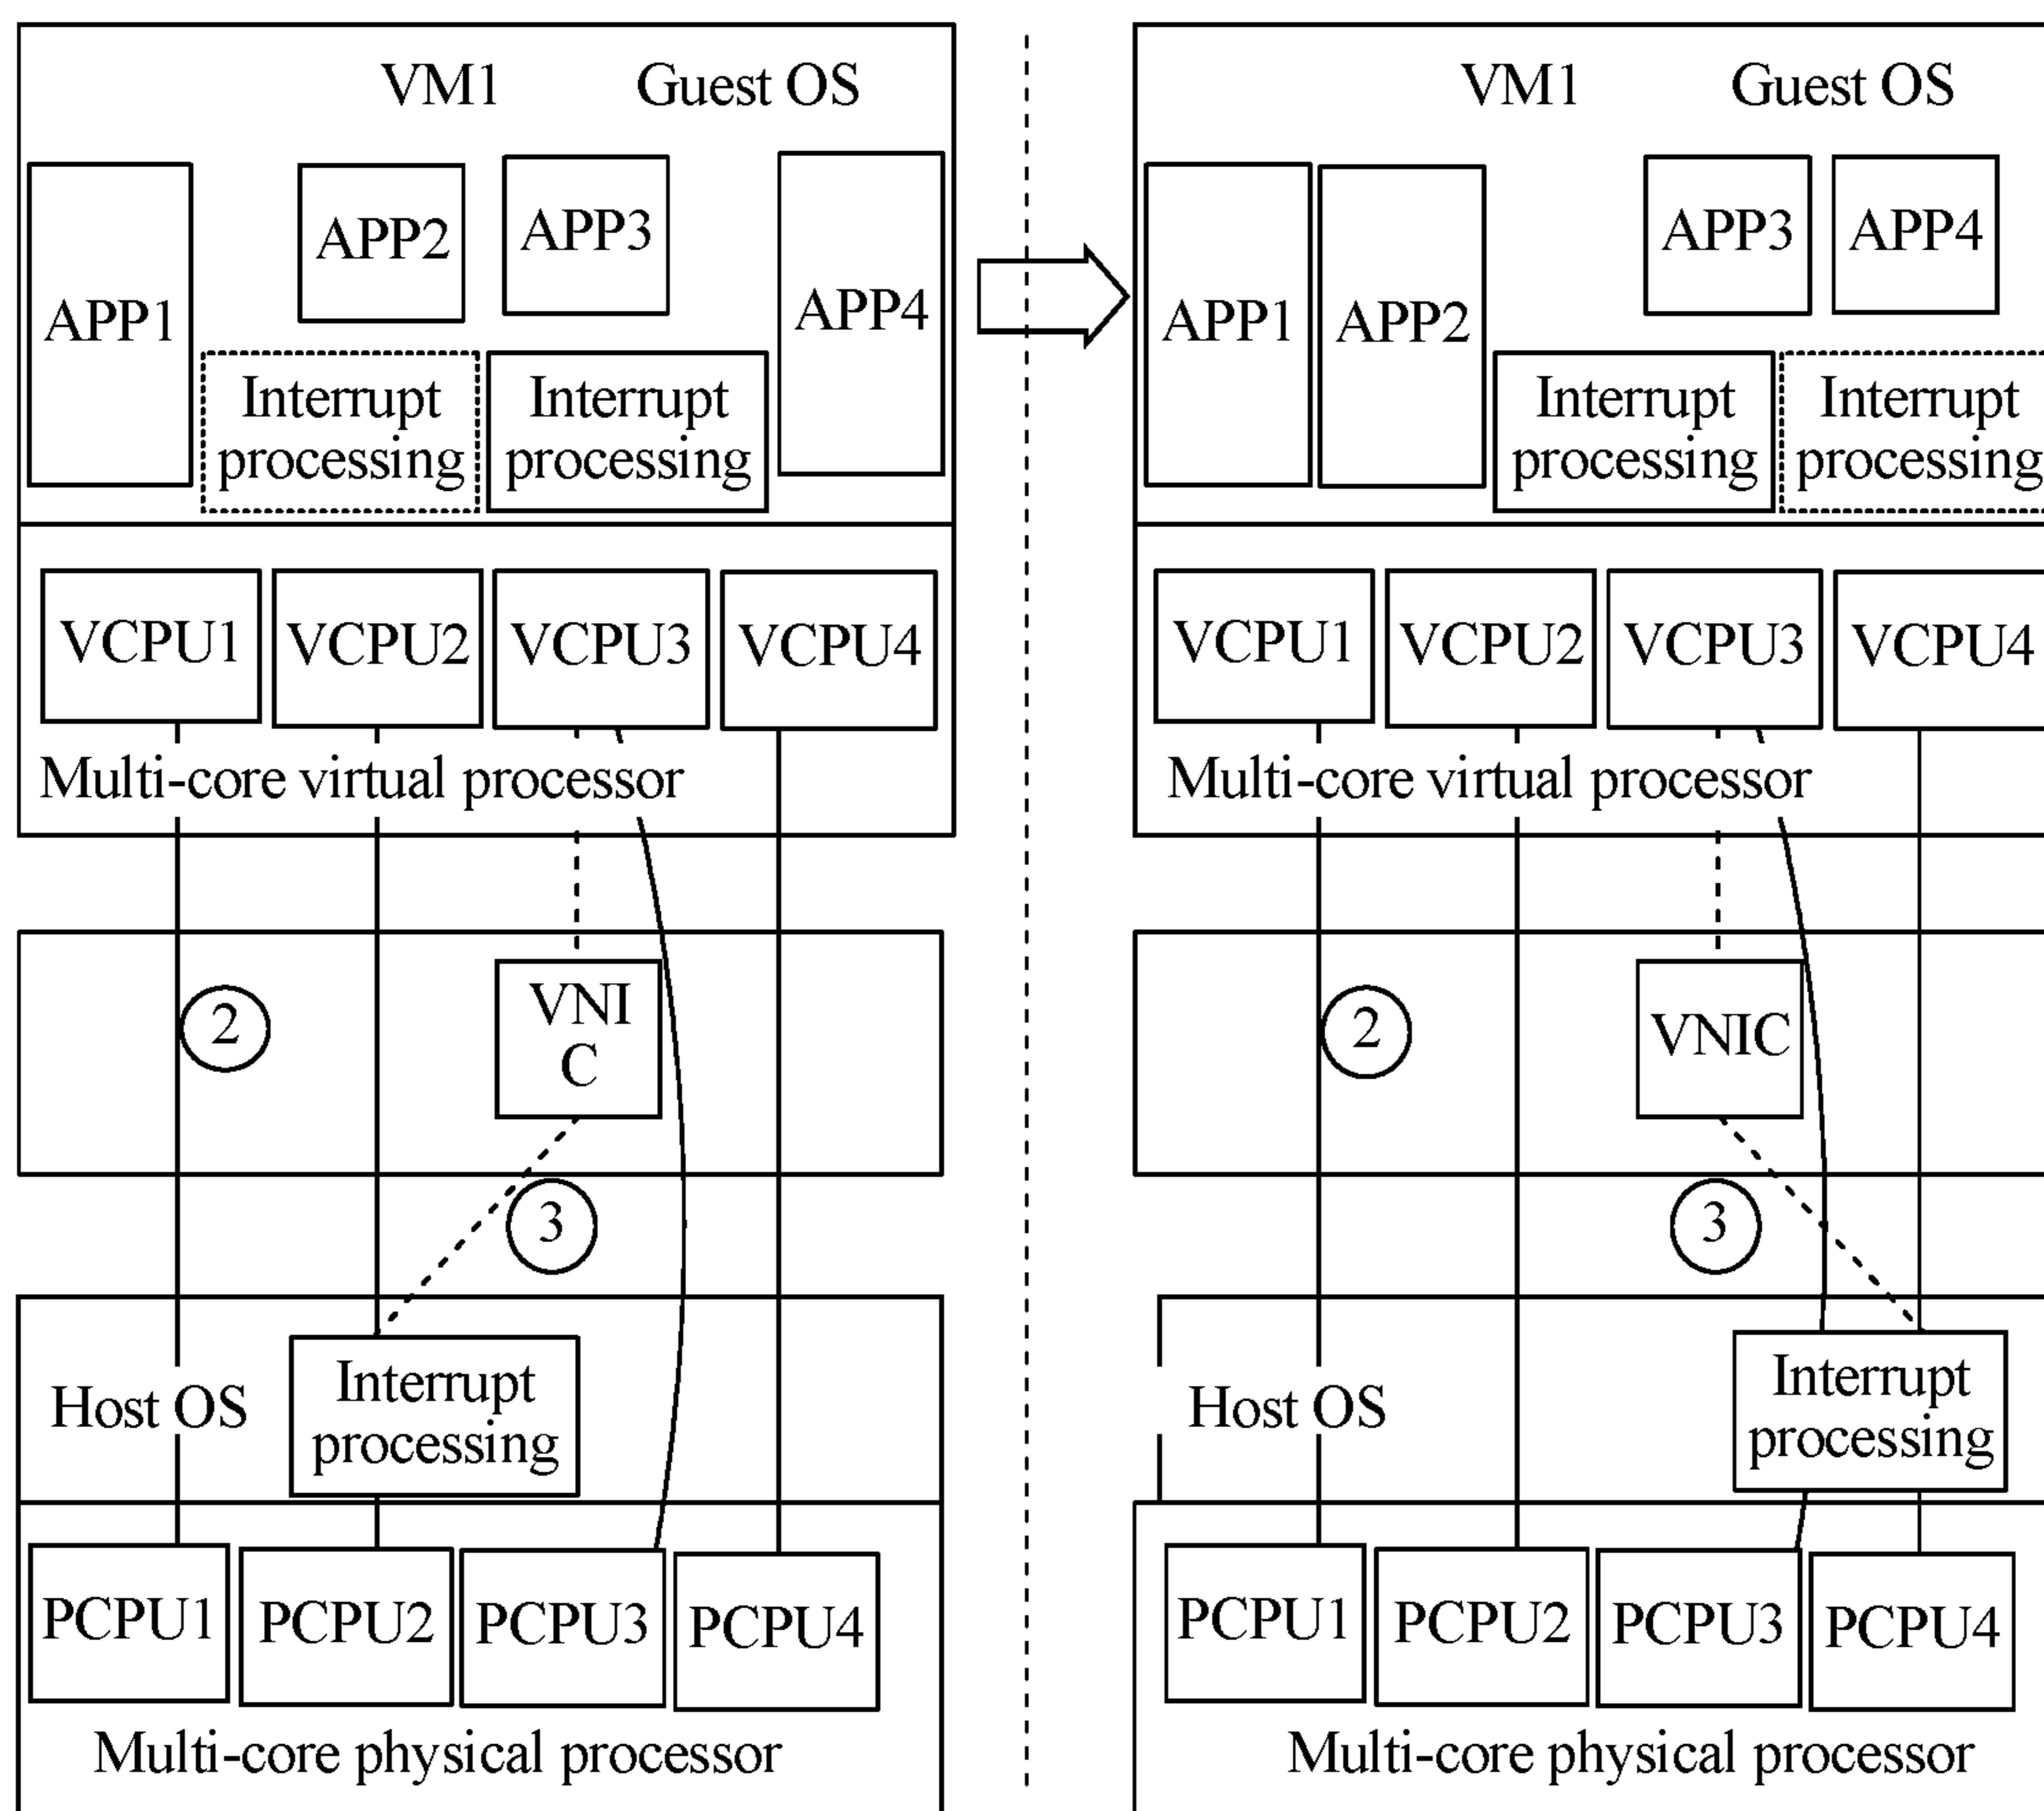 VM1 Guest OS
APP1
APP2
APP3
APP4
Interrupt
processing
Interrupt
processing
VCPU1
VCPU2
VCPU3
VCPU4
Multi-core virtual processor
2
VNI
C
3
Host OS
Interrupt
processing
PCPU1
PCPU2
PCPU3
PCPU4
Multi-core physical processor
VM1 Guest OS
APP1
APP2
APP3
APP4
Interrupt
processing
Interrupt
processing
VCPU1
VCPU2
VCPU3
VCPU4
Multi-core virtual processor
2
VNIC
3
Host OS
Interrupt
processing
PCPU1
PCPU2
PCPU3
PCPU4
Multi-core physical processor